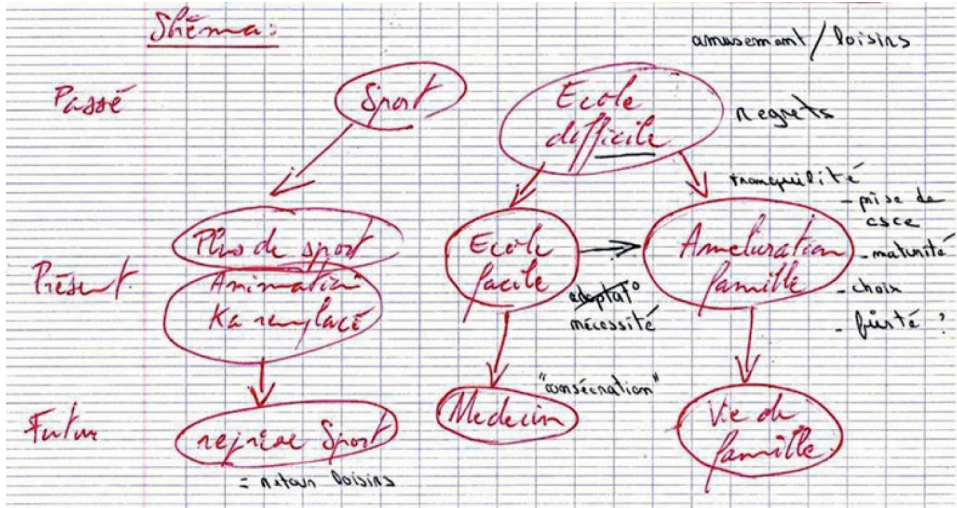 Shéma:
amusement / loisirs
Passé
Sport
Ecole
difficile
regrets
tranquilité
- prise de
csce
- maturité
- choix
Présent.
Plus de sport
Animation
Ka remplacé
Ecole
facile
adaptat°
nécessité
Amelioration
famille
Futur
reprise Sport
= retour loisirs
Medecin
"consécration"
Vie de
famille.